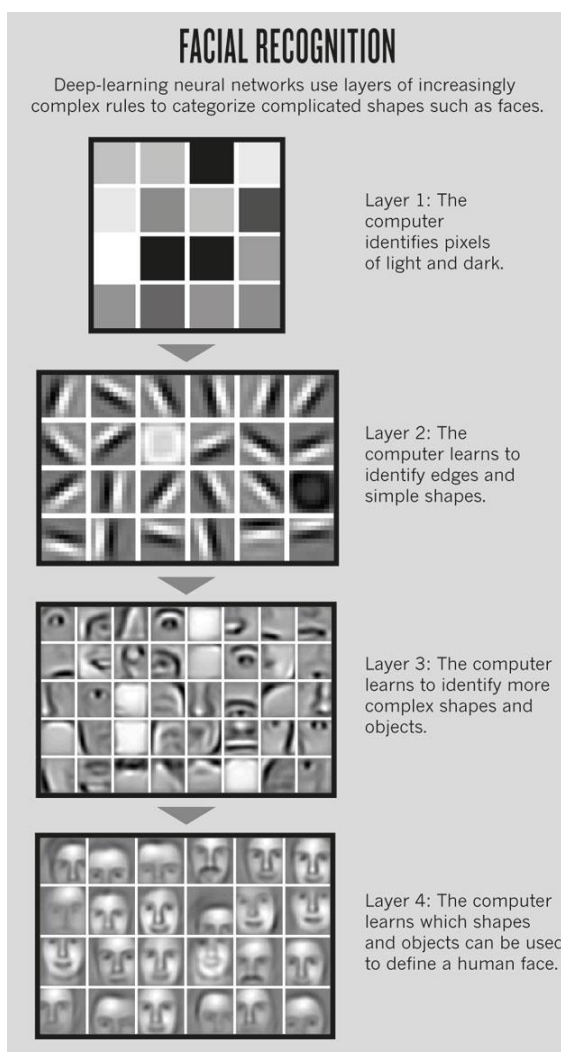 FACIAL RECOGNITION
Deep-learning neural networks use layers of increasingly
complex rules to categorize complicated shapes such as faces.
Layer 1: The
computer
identifies pixels
of light and dark.
Layer 2: The
computer learns to
identify edges and
simple shapes.
Layer 3: The computer
learns to identify more
complex shapes and
objects.
Layer 4: The computer
learns which shapes
and objects can be used
to define a human face.